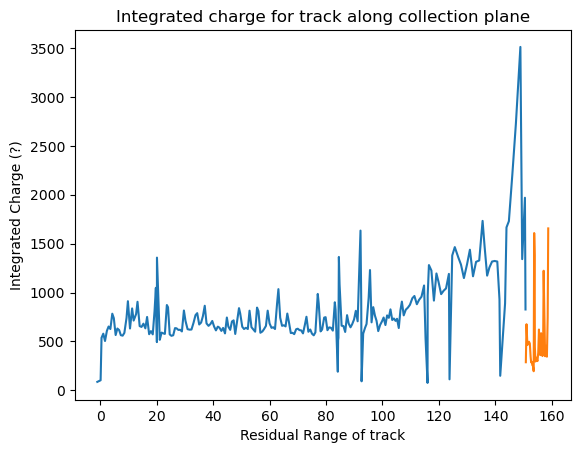 Integrated charge for track along collection plane
3500
3000
2500
2000
1500
1000
500
0
Integrated Charge (?)
0 20 40 60 80 100 120 140 160
Residual Range of track